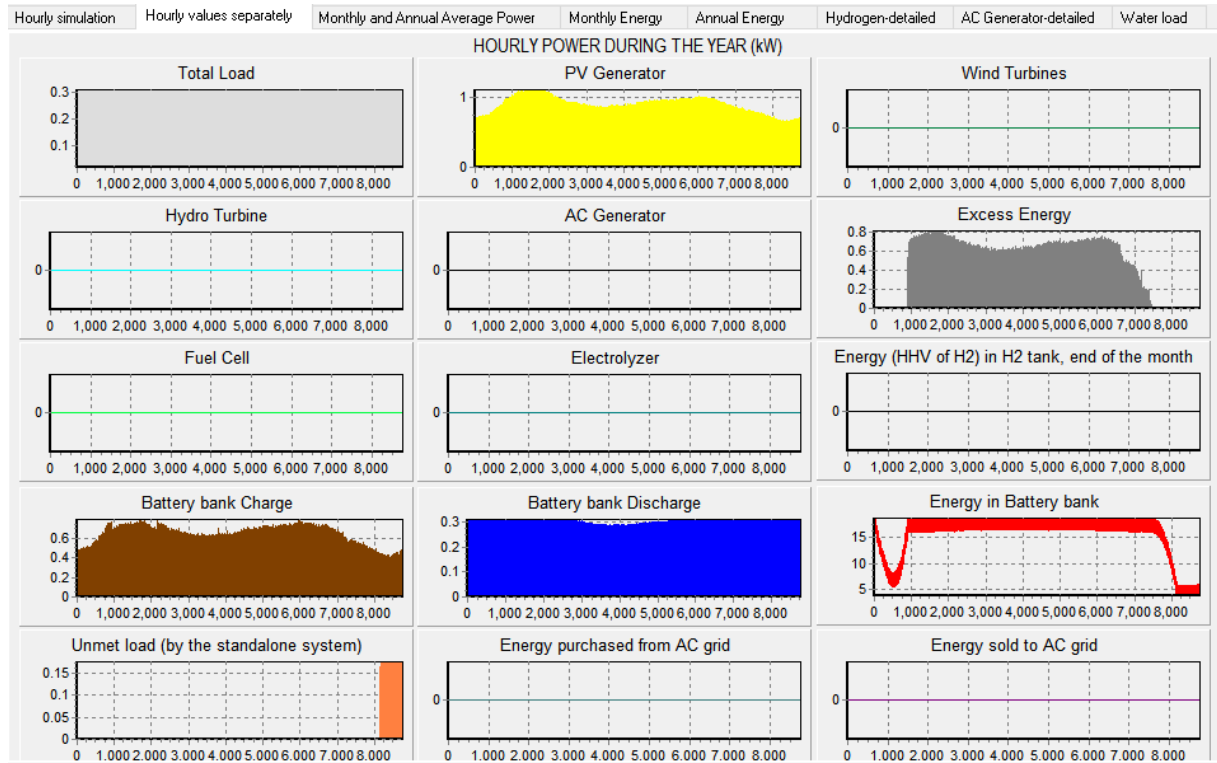 Hourly simulation Hourly values separately Monthly and Annual Average Power Monthly Energy Annual Energy Hydrogen-detailed AC Generator-detailed Water load
HOURLY POWER DURING THE YEAR (kW)
Total Load
0.3
0.2
0.1
0 1,000 2,000 3,000 4,000 5,000 6,000 7,000 8,000
PV Generator
1
0
0 1,000 2,000 3,000 4,000 5,000 6,000 7,000 8,000
Wind Turbines
0
0 1,000 2,000 3,000 4,000 5,000 6,000 7,000 8,000
Hydro Turbine
0
0 1,000 2,000 3,000 4,000 5,000 6,000 7,000 8,000
AC Generator
0
0 1,000 2,000 3,000 4,000 5,000 6,000 7,000 8,000
Excess Energy
0.8
0.6
0.4
0.2
0
0 1,000 2,000 3,000 4,000 5,000 6,000 7,000 8,000
Fuel Cell
0
0 1,000 2,000 3,000 4,000 5,000 6,000 7,000 8,000
Electrolyzer
0
0 1,000 2,000 3,000 4,000 5,000 6,000 7,000 8,000
Energy (HHV of H2) in H2 tank, end of the month
0
0 1,000 2,000 3,000 4,000 5,000 6,000 7,000 8,000
Battery bank Charge
0.6
0.4
0.2
0
0 1,000 2,000 3,000 4,000 5,000 6,000 7,000 8,000
Battery bank Discharge
0.3
0.2
0.1
0
0 1,000 2,000 3,000 4,000 5,000 6,000 7,000 8,000
Energy in Battery bank
15
10
5
0 1,000 2,000 3,000 4,000 5,000 6,000 7,000 8,000
Unmet load (by the standalone system)
0.15
0.1
0.05
0
0 1,000 2,000 3,000 4,000 5,000 6,000 7,000 8,000
Energy purchased from AC grid
0
0 1,000 2,000 3,000 4,000 5,000 6,000 7,000 8,000
Energy sold to AC grid
0
0 1,000 2,000 3,000 4,000 5,000 6,000 7,000 8,000